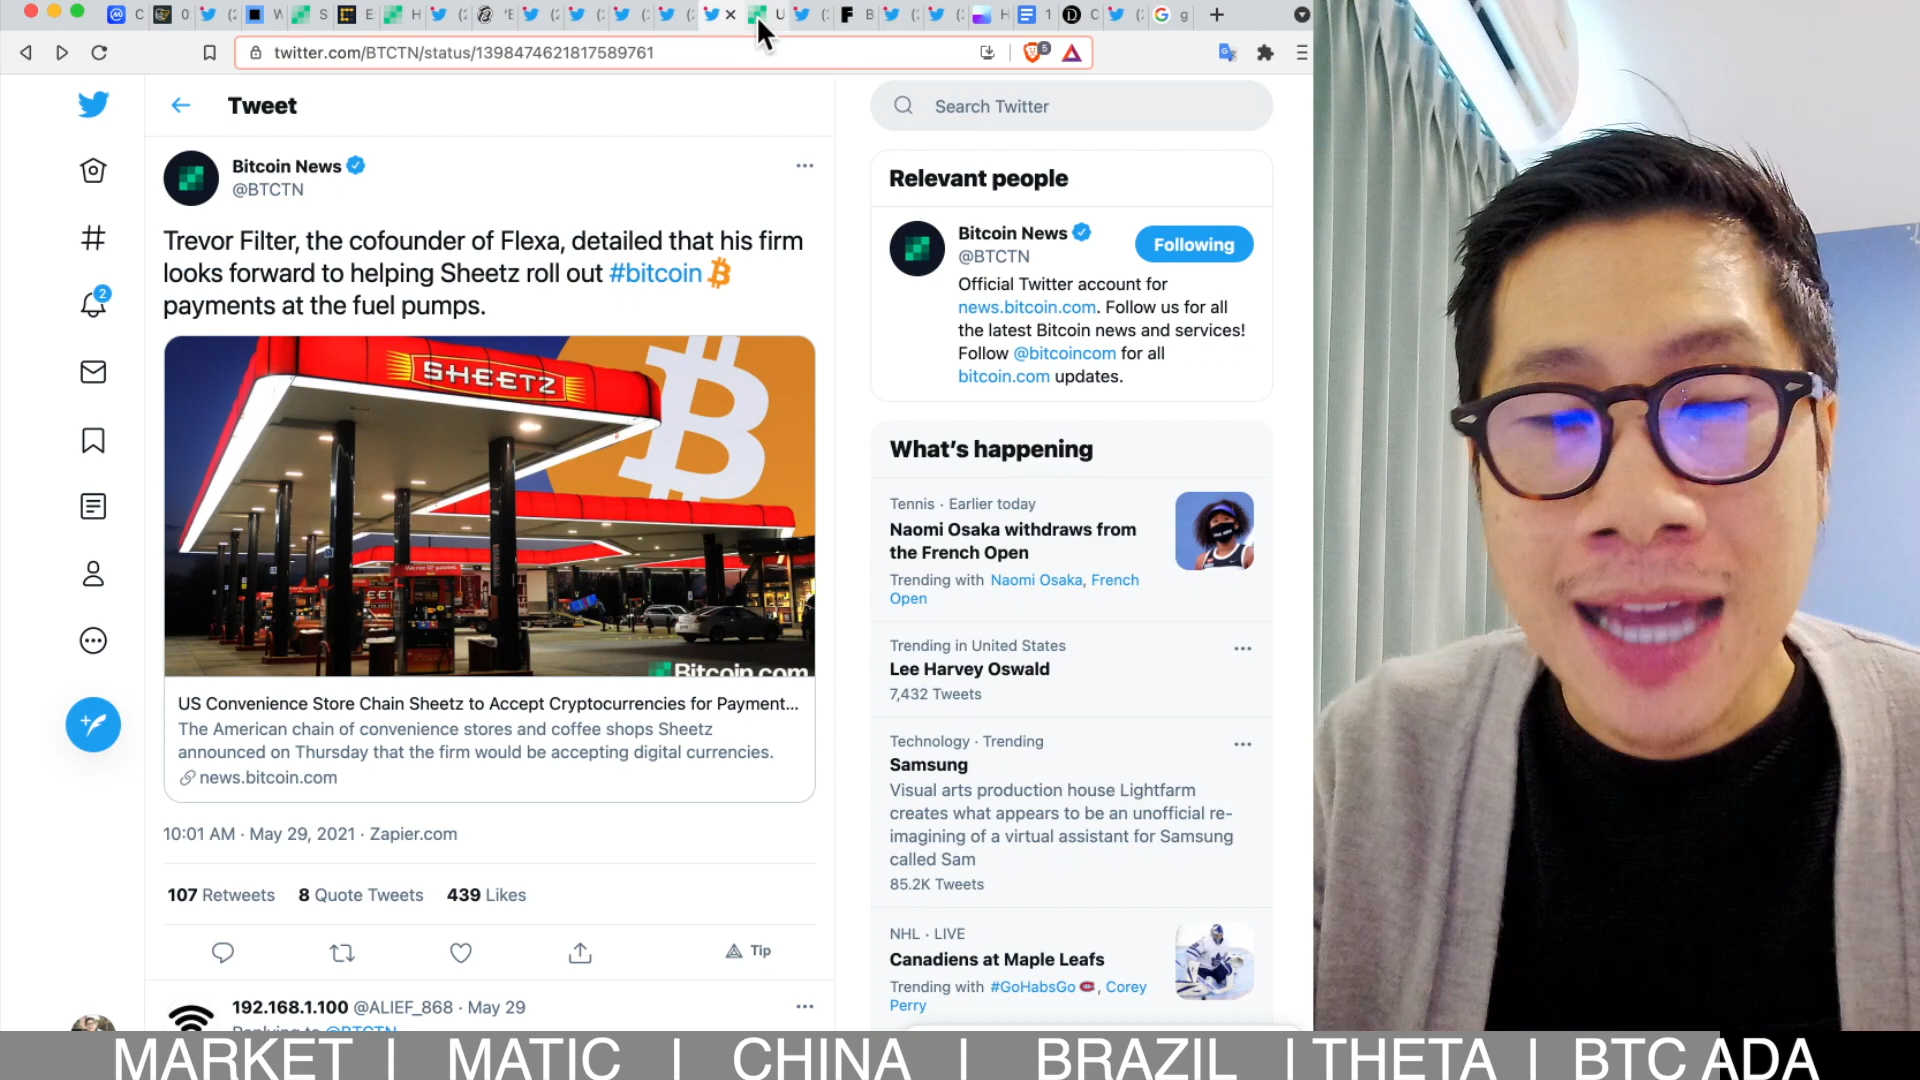 twitter.com/BTCTN/status/1398474621817589761
5
Tweet
Search Twitter
Bitcoin News
@BTCTN
Trevor Filter, the cofounder of Flexa, detailed that his firm
looks forward to helping Sheetz roll out #bitcoin
payments at the fuel pumps.
2
SHEETZ
Bitcoin.com
US Convenience Store Chain Sheetz to Accept Cryptocurrencies for Payment...
The American chain of convenience stores and coffee shops Sheetz
announced on Thursday that the firm would be accepting digital currencies.
news.bitcoin.com
10:01 AM · May 29, 2021 · Zapier.com
107 Retweets 8 Quote Tweets 439 Likes
Tip
192.168.1.100 @ALIEF_868 · May 29
Replying to @BTCTN
Relevant people
Bitcoin News
@BTCTN
Following
Official Twitter account for
news.bitcoin.com. Follow us for all
the latest Bitcoin news and services!
Follow @bitcoincom for all
bitcoin.com updates.
What's happening
Tennis · Earlier today
Naomi Osaka withdraws from
the French Open
Trending with Naomi Osaka, French
Open
Trending in United States
Lee Harvey Oswald
7,432 Tweets
Technology · Trending
Samsung
Visual arts production house Lightfarm
creates what appears to be an unofficial re-
imagining of a virtual assistant for Samsung
called Sam
85.2K Tweets
NHL · LIVE
Canadiens at Maple Leafs
Trending with #GoHabsGo , Corey
Perry
MARKET | MATIC | CHINA | BRAZIL | THETA | BTC ADA